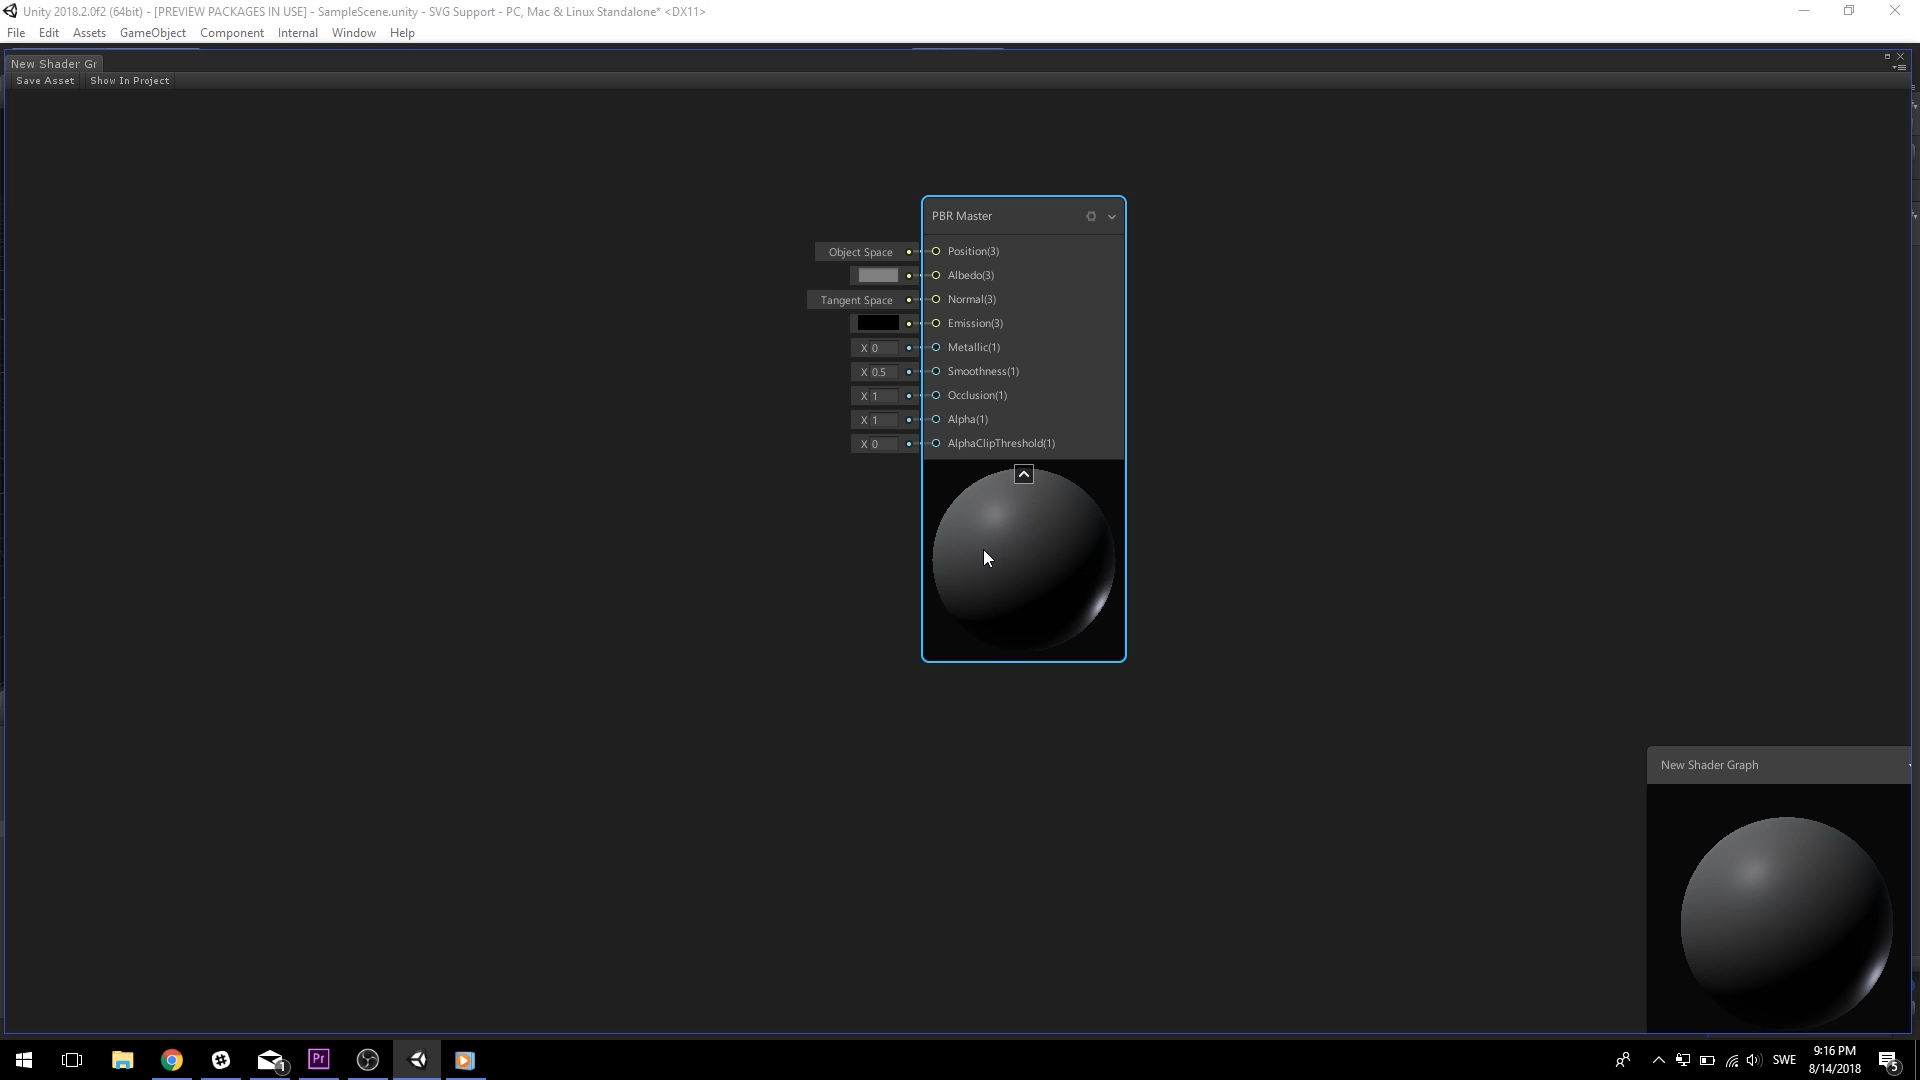 Unity 2018.2.0f2 (64bit) - [PREVIEW PACKAGES IN USE] - SampleScene.unity - SVG Support - PC, Mac & Linux Standalone* <DX11>
File Edit Assets GameObject Component Internal Window Help
New Shader Gr
Save Asset Show In Project
PBR Master
Object Space Position(3)
Albedo(3)
Tangent Space Normal(3)
Emission(3)
X 0 Metallic(1)
X 0.5 Smoothness(1)
X 1 Occlusion(1)
X 1 Alpha(1)
X 0 AlphaClipThreshold(1)
New Shader Graph
Pr
1
SWE
9:16 PM
8/14/2018
5